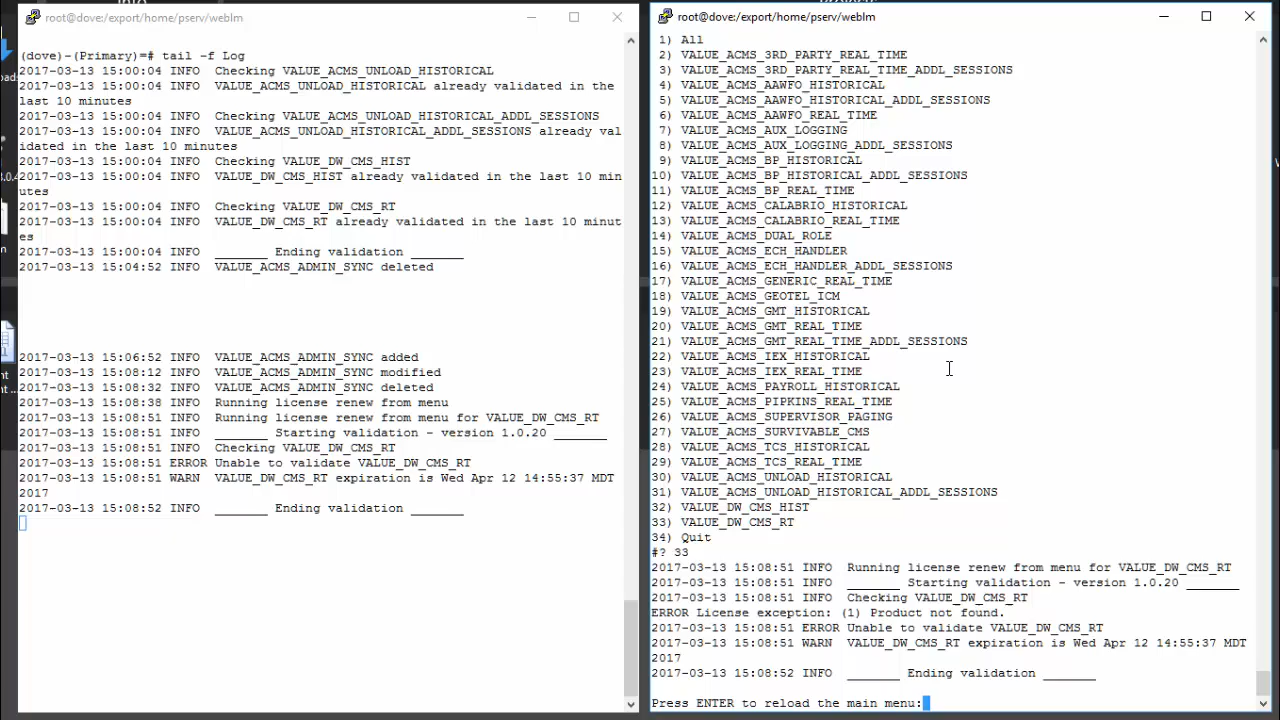 root@dove:/export/home/pserv/weblm
(dove)-(Primary)=# tail -f Log
2017-03-13 15:00:04 INFO  Checking VALUE_ACMS_UNLOAD_HISTORICAL
2017-03-13 15:00:04 INFO  VALUE_ACMS_UNLOAD_HISTORICAL already validated in the
last 10 minutes
2017-03-13 15:00:04 INFO  Checking VALUE_ACMS_UNLOAD_HISTORICAL_ADDL_SESSIONS
2017-03-13 15:00:04 INFO  VALUE_ACMS_UNLOAD_HISTORICAL_ADDL_SESSIONS already val
idated in the last 10 minutes
2017-03-13 15:00:04 INFO  Checking VALUE_DW_CMS_HIST
2017-03-13 15:00:04 INFO  VALUE_DW_CMS_HIST already validated in the last 10 min
utes
2017-03-13 15:00:04 INFO  Checking VALUE_DW_CMS_RT
2017-03-13 15:00:04 INFO  VALUE_DW_CMS_RT already validated in the last 10 minut
es
2017-03-13 15:00:04 INFO  _______ Ending validation _______
2017-03-13 15:04:52 INFO  VALUE_ACMS_ADMIN_SYNC deleted
2017-03-13 15:06:52 INFO  VALUE_ACMS_ADMIN_SYNC added
2017-03-13 15:08:12 INFO  VALUE_ACMS_ADMIN_SYNC modified
2017-03-13 15:08:32 INFO  VALUE_ACMS_ADMIN_SYNC deleted
2017-03-13 15:08:38 INFO  Running license renew from menu
2017-03-13 15:08:51 INFO  Running license renew from menu for VALUE_DW_CMS_RT
2017-03-13 15:08:51 INFO  _______ Starting validation - version 1.0.20 _______
2017-03-13 15:08:51 INFO  Checking VALUE_DW_CMS_RT
2017-03-13 15:08:51 ERROR Unable to validate VALUE_DW_CMS_RT
2017-03-13 15:08:51 WARN  VALUE_DW_CMS_RT expiration is Wed Apr 12 14:55:37 MDT
2017
2017-03-13 15:08:52 INFO  _______ Ending validation _______
root@dove:/export/home/pserv/weblm
1) All
2) VALUE_ACMS_3RD_PARTY_REAL_TIME
3) VALUE_ACMS_3RD_PARTY_REAL_TIME_ADDL_SESSIONS
4) VALUE_ACMS_AAWFO_HISTORICAL
5) VALUE_ACMS_AAWFO_HISTORICAL_ADDL_SESSIONS
6) VALUE_ACMS_AAWFO_REAL_TIME
7) VALUE_ACMS_AUX_LOGGING
8) VALUE_ACMS_AUX_LOGGING_ADDL_SESSIONS
9) VALUE_ACMS_BP_HISTORICAL
10) VALUE_ACMS_BP_HISTORICAL_ADDL_SESSIONS
11) VALUE_ACMS_BP_REAL_TIME
12) VALUE_ACMS_CALABRIO_HISTORICAL
13) VALUE_ACMS_CALABRIO_REAL_TIME
14) VALUE_ACMS_DUAL_ROLE
15) VALUE_ACMS_ECH_HANDLER
16) VALUE_ACMS_ECH_HANDLER_ADDL_SESSIONS
17) VALUE_ACMS_GENERIC_REAL_TIME
18) VALUE_ACMS_GEOTEL_ICM
19) VALUE_ACMS_GMT_HISTORICAL
20) VALUE_ACMS_GMT_REAL_TIME
21) VALUE_ACMS_GMT_REAL_TIME_ADDL_SESSIONS
22) VALUE_ACMS_IEX_HISTORICAL
23) VALUE_ACMS_IEX_REAL_TIME
24) VALUE_ACMS_PAYROLL_HISTORICAL
25) VALUE_ACMS_PIPKINS_REAL_TIME
26) VALUE_ACMS_SUPERVISOR_PAGING
27) VALUE_ACMS_SURVIVABLE_CMS
28) VALUE_ACMS_TCS_HISTORICAL
29) VALUE_ACMS_TCS_REAL_TIME
30) VALUE_ACMS_UNLOAD_HISTORICAL
31) VALUE_ACMS_UNLOAD_HISTORICAL_ADDL_SESSIONS
32) VALUE_DW_CMS_HIST
33) VALUE_DW_CMS_RT
34) Quit
#? 33
2017-03-13 15:08:51 INFO  Running license renew from menu for VALUE_DW_CMS_RT
2017-03-13 15:08:51 INFO  _______ Starting validation - version 1.0.20 _______
2017-03-13 15:08:51 INFO  Checking VALUE_DW_CMS_RT
ERROR License exception: (1) Product not found.
2017-03-13 15:08:51 ERROR Unable to validate VALUE_DW_CMS_RT
2017-03-13 15:08:51 WARN  VALUE_DW_CMS_RT expiration is Wed Apr 12 14:55:37 MDT
2017
2017-03-13 15:08:52 INFO  _______ Ending validation _______
Press ENTER to reload the main menu: